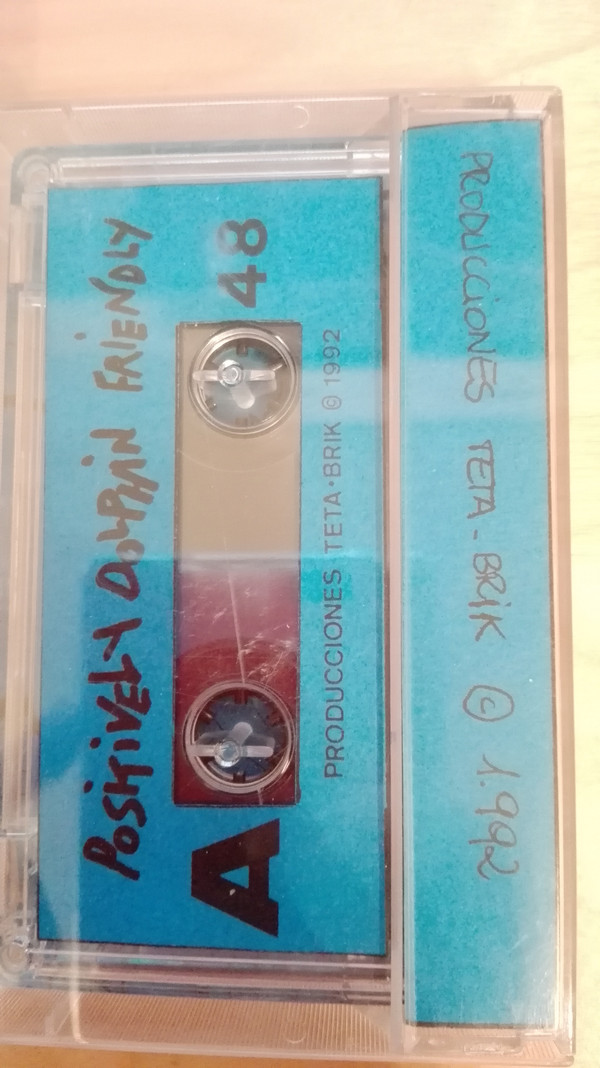 POSITIVELY DOLPHIN FRIENDLY
A 48
PRODUCCIONES TETA·BRIK © 1992
PRODUCCIONES TETA-BRIK © 1.992